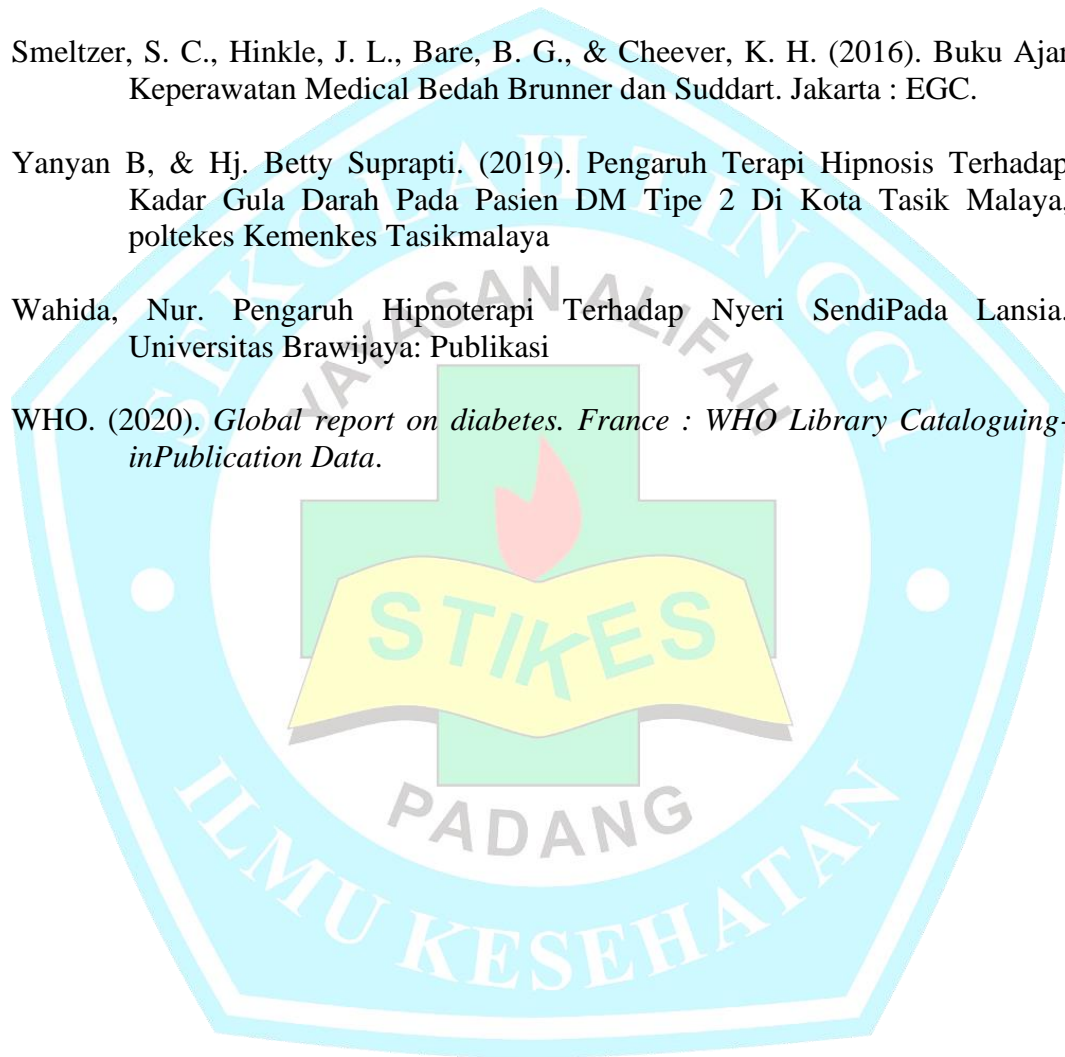 Smeltzer, S. C., Hinkle, J. L., Bare, B. G., & Cheever, K. H. (2016). Buku Ajar
Keperawatan Medical Bedah Brunner dan Suddart. Jakarta : EGC.
Yanyan B, & Hj. Betty Suprapti. (2019). Pengaruh Terapi Hipnosis Terhadap
Kadar Gula Darah Pada Pasien DM Tipe 2 Di Kota Tasik Malaya,
poltekes Kemenkes Tasikmalaya
Wahida, Nur. Pengaruh Hipnoterapi Terhadap Nyeri SendiPada Lansia.
Universitas Brawijaya: Publikasi
WHO. (2020). Global report on diabetes. France : WHO Library Cataloguing-
inPublication Data.
SEKOLAH TINGGI
YAYASAN ALIFAH
STIKES
PADANG
ILMU KESEHATAN